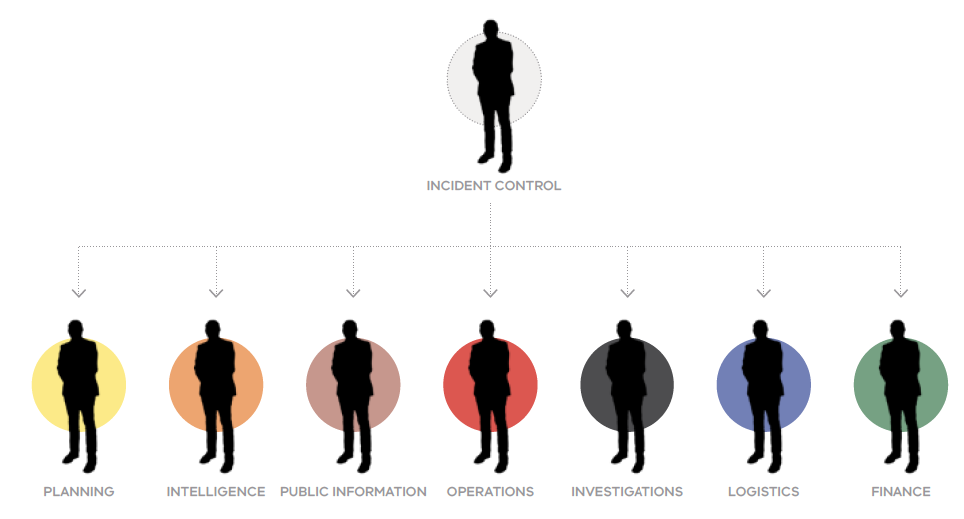 INCIDENT CONTROL
PLANNING
INTELLIGENCE
PUBLIC INFORMATION
OPERATIONS
INVESTIGATIONS
LOGISTICS
FINANCE